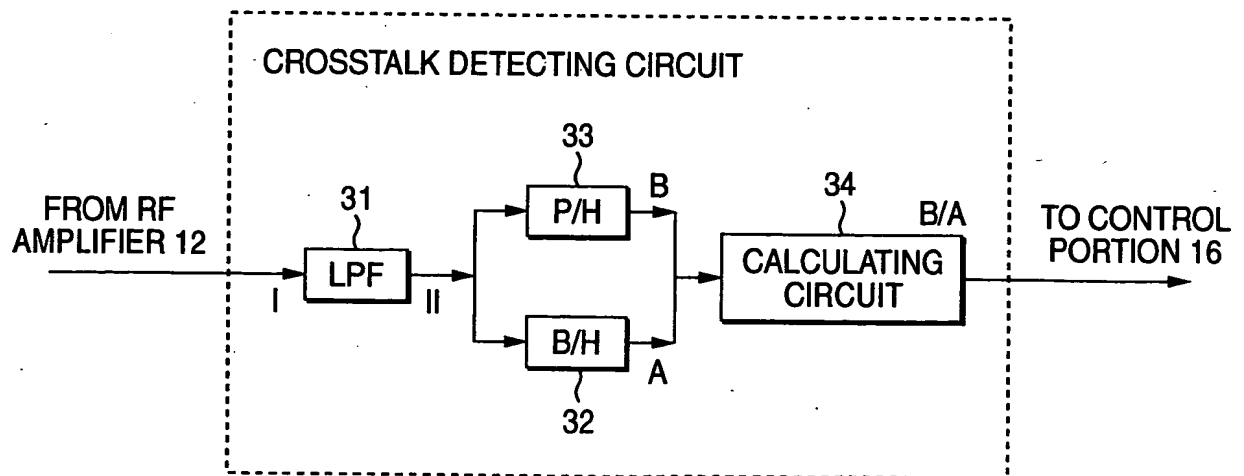 CROSSTALK DETECTING CIRCUIT
FROM RF
AMPLIFIER 12
I
31
LPF
II
33
P/H
B
B/H
A
32
34
CALCULATING
CIRCUIT
B/A
TO CONTROL
PORTION 16